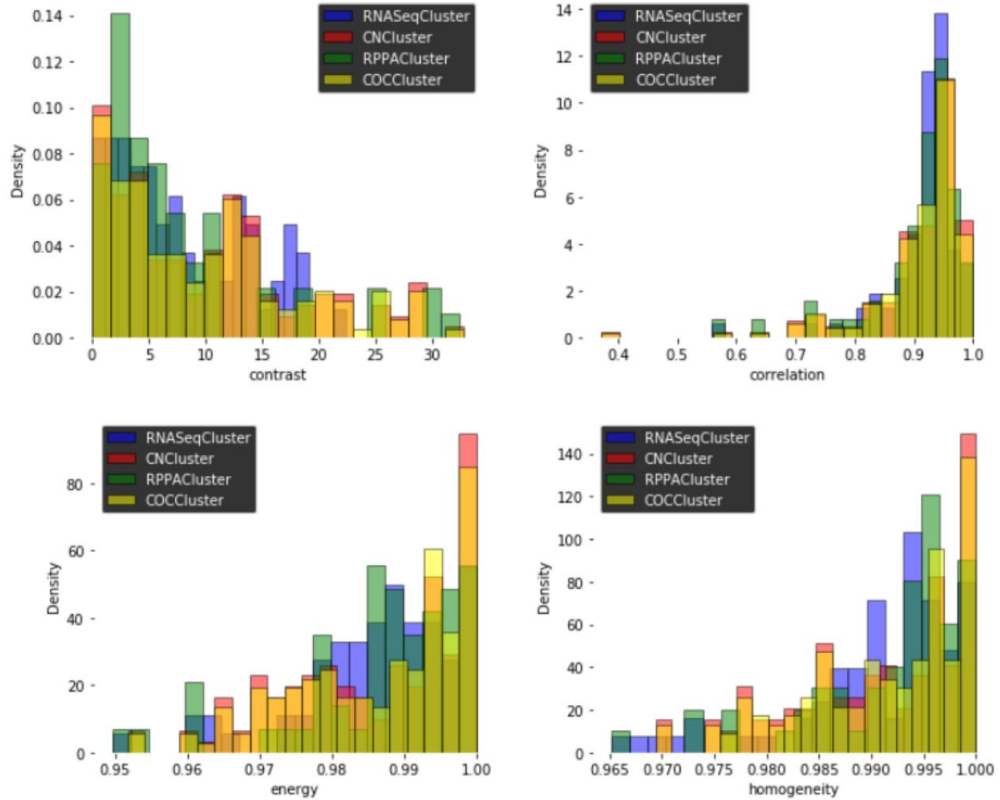 0.14
0.12
0.10
0.08
0.06
0.04
0.02
0.00
Density
0 5 10 15 20 25 30
contrast
RNASeqCluster
CNCluster
RPPACluster
COCCluster
14
12
10
8
6
4
2
0
Density
0.4 0.5 0.6 0.7 0.8 0.9 1.0
correlation
RNASeqCluster
CNCluster
RPPACluster
COCCluster
80
60
40
20
0
Density
0.95 0.96 0.97 0.98 0.99 1.00
energy
RNASeqCluster
CNCluster
RPPACluster
COCCluster
140
120
100
80
60
40
20
0
Density
0.965 0.970 0.975 0.980 0.985 0.990 0.995 1.000
homogeneity
RNASeqCluster
CNCluster
RPPACluster
COCCluster